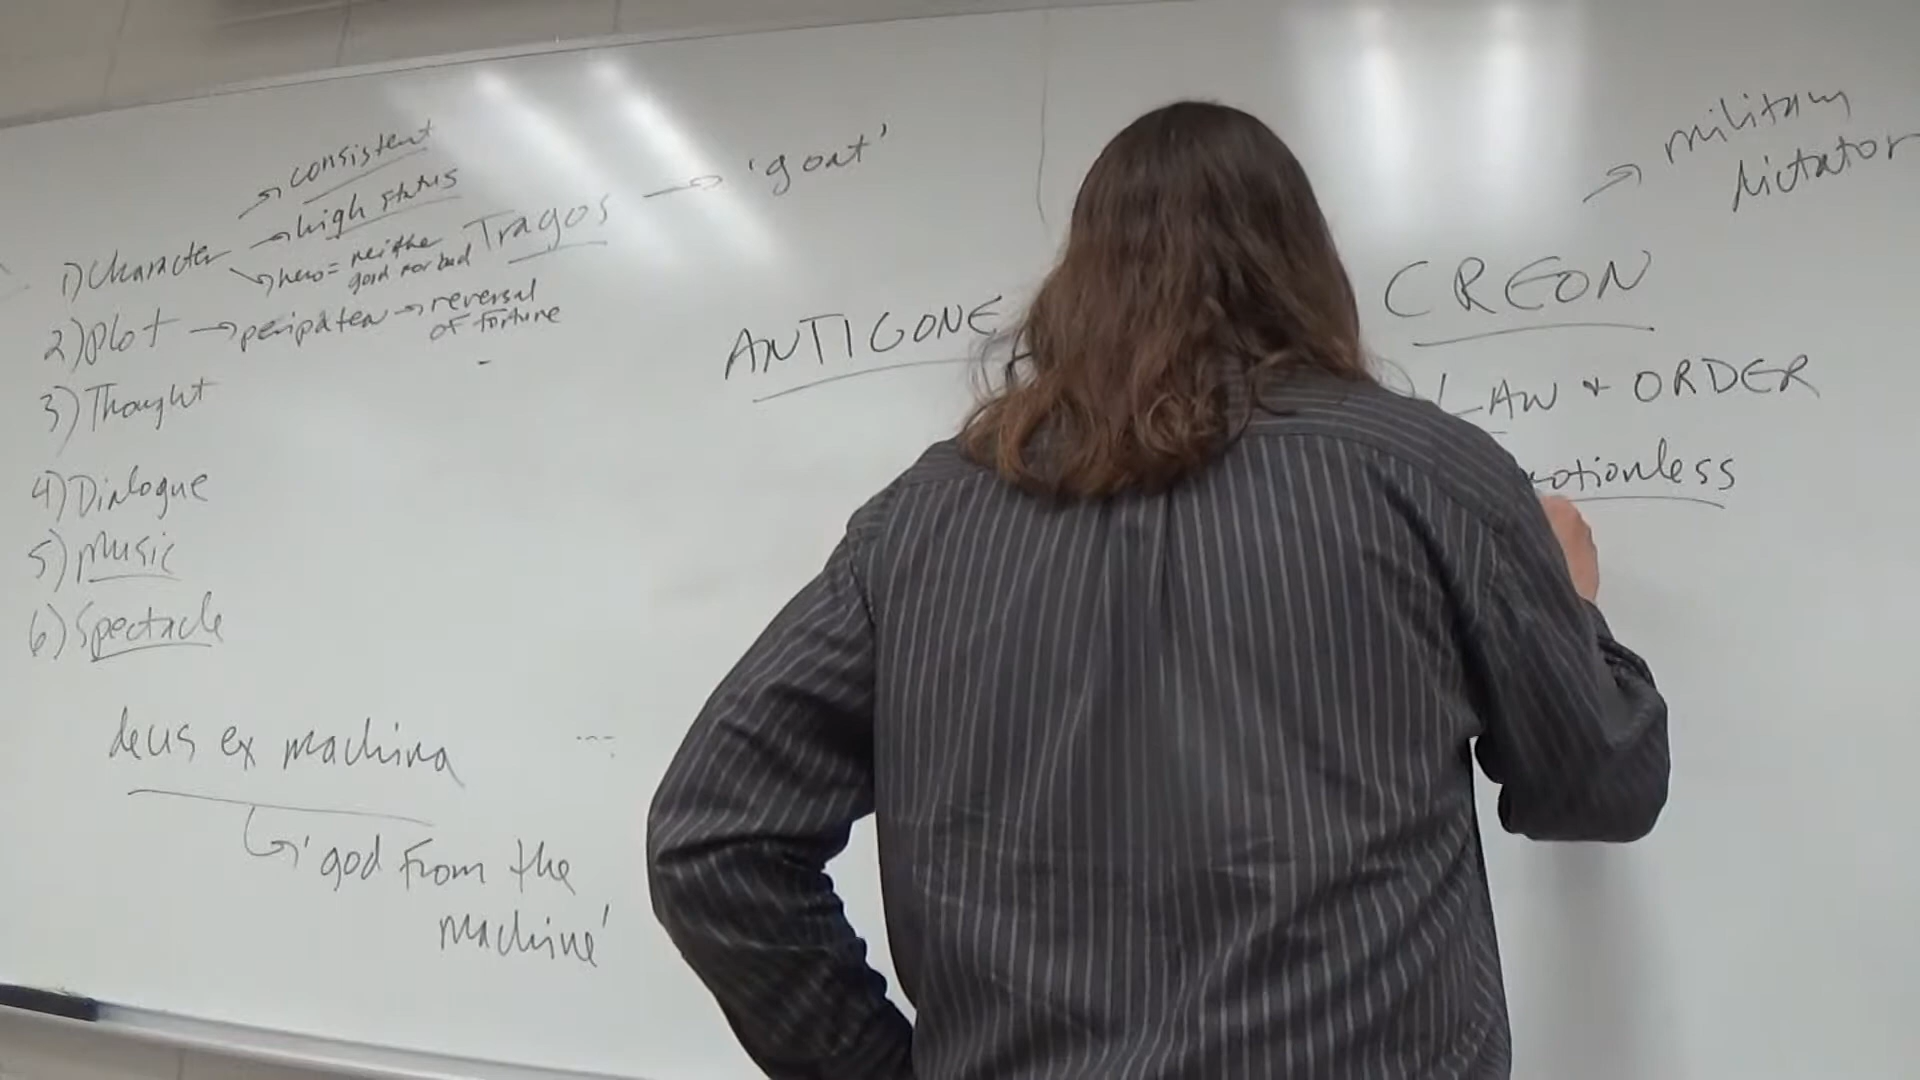 → consistent
1) Character → high status
→ hero = neither
good nor bad
Tragos → 'goat'
2) Plot → peripatea → reversal
of fortune
3) Thought
4) Dialogue
5) Music
6) Spectacle
deus ex machina
→ 'god from the
machine'
ANTIGONE
→ military
dictator
CREON
LAW + ORDER
motionless